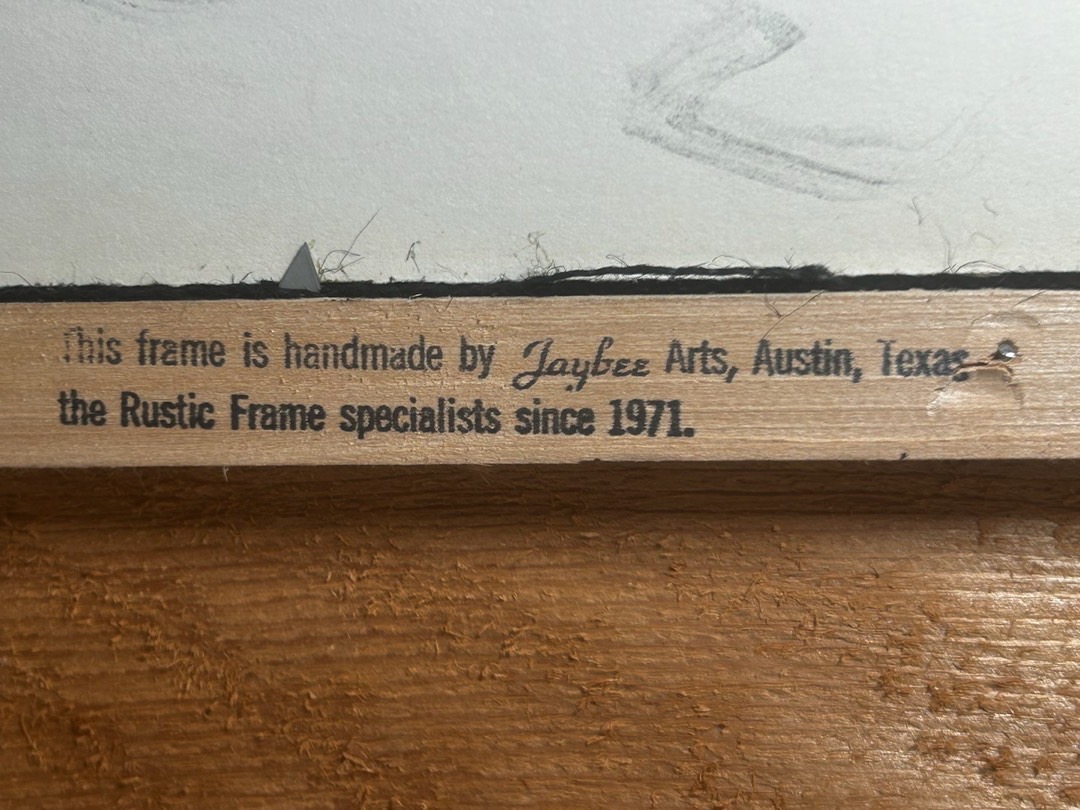 This frame is handmade by Jaybee Arts, Austin, Texas
the Rustic Frame specialists since 1971.